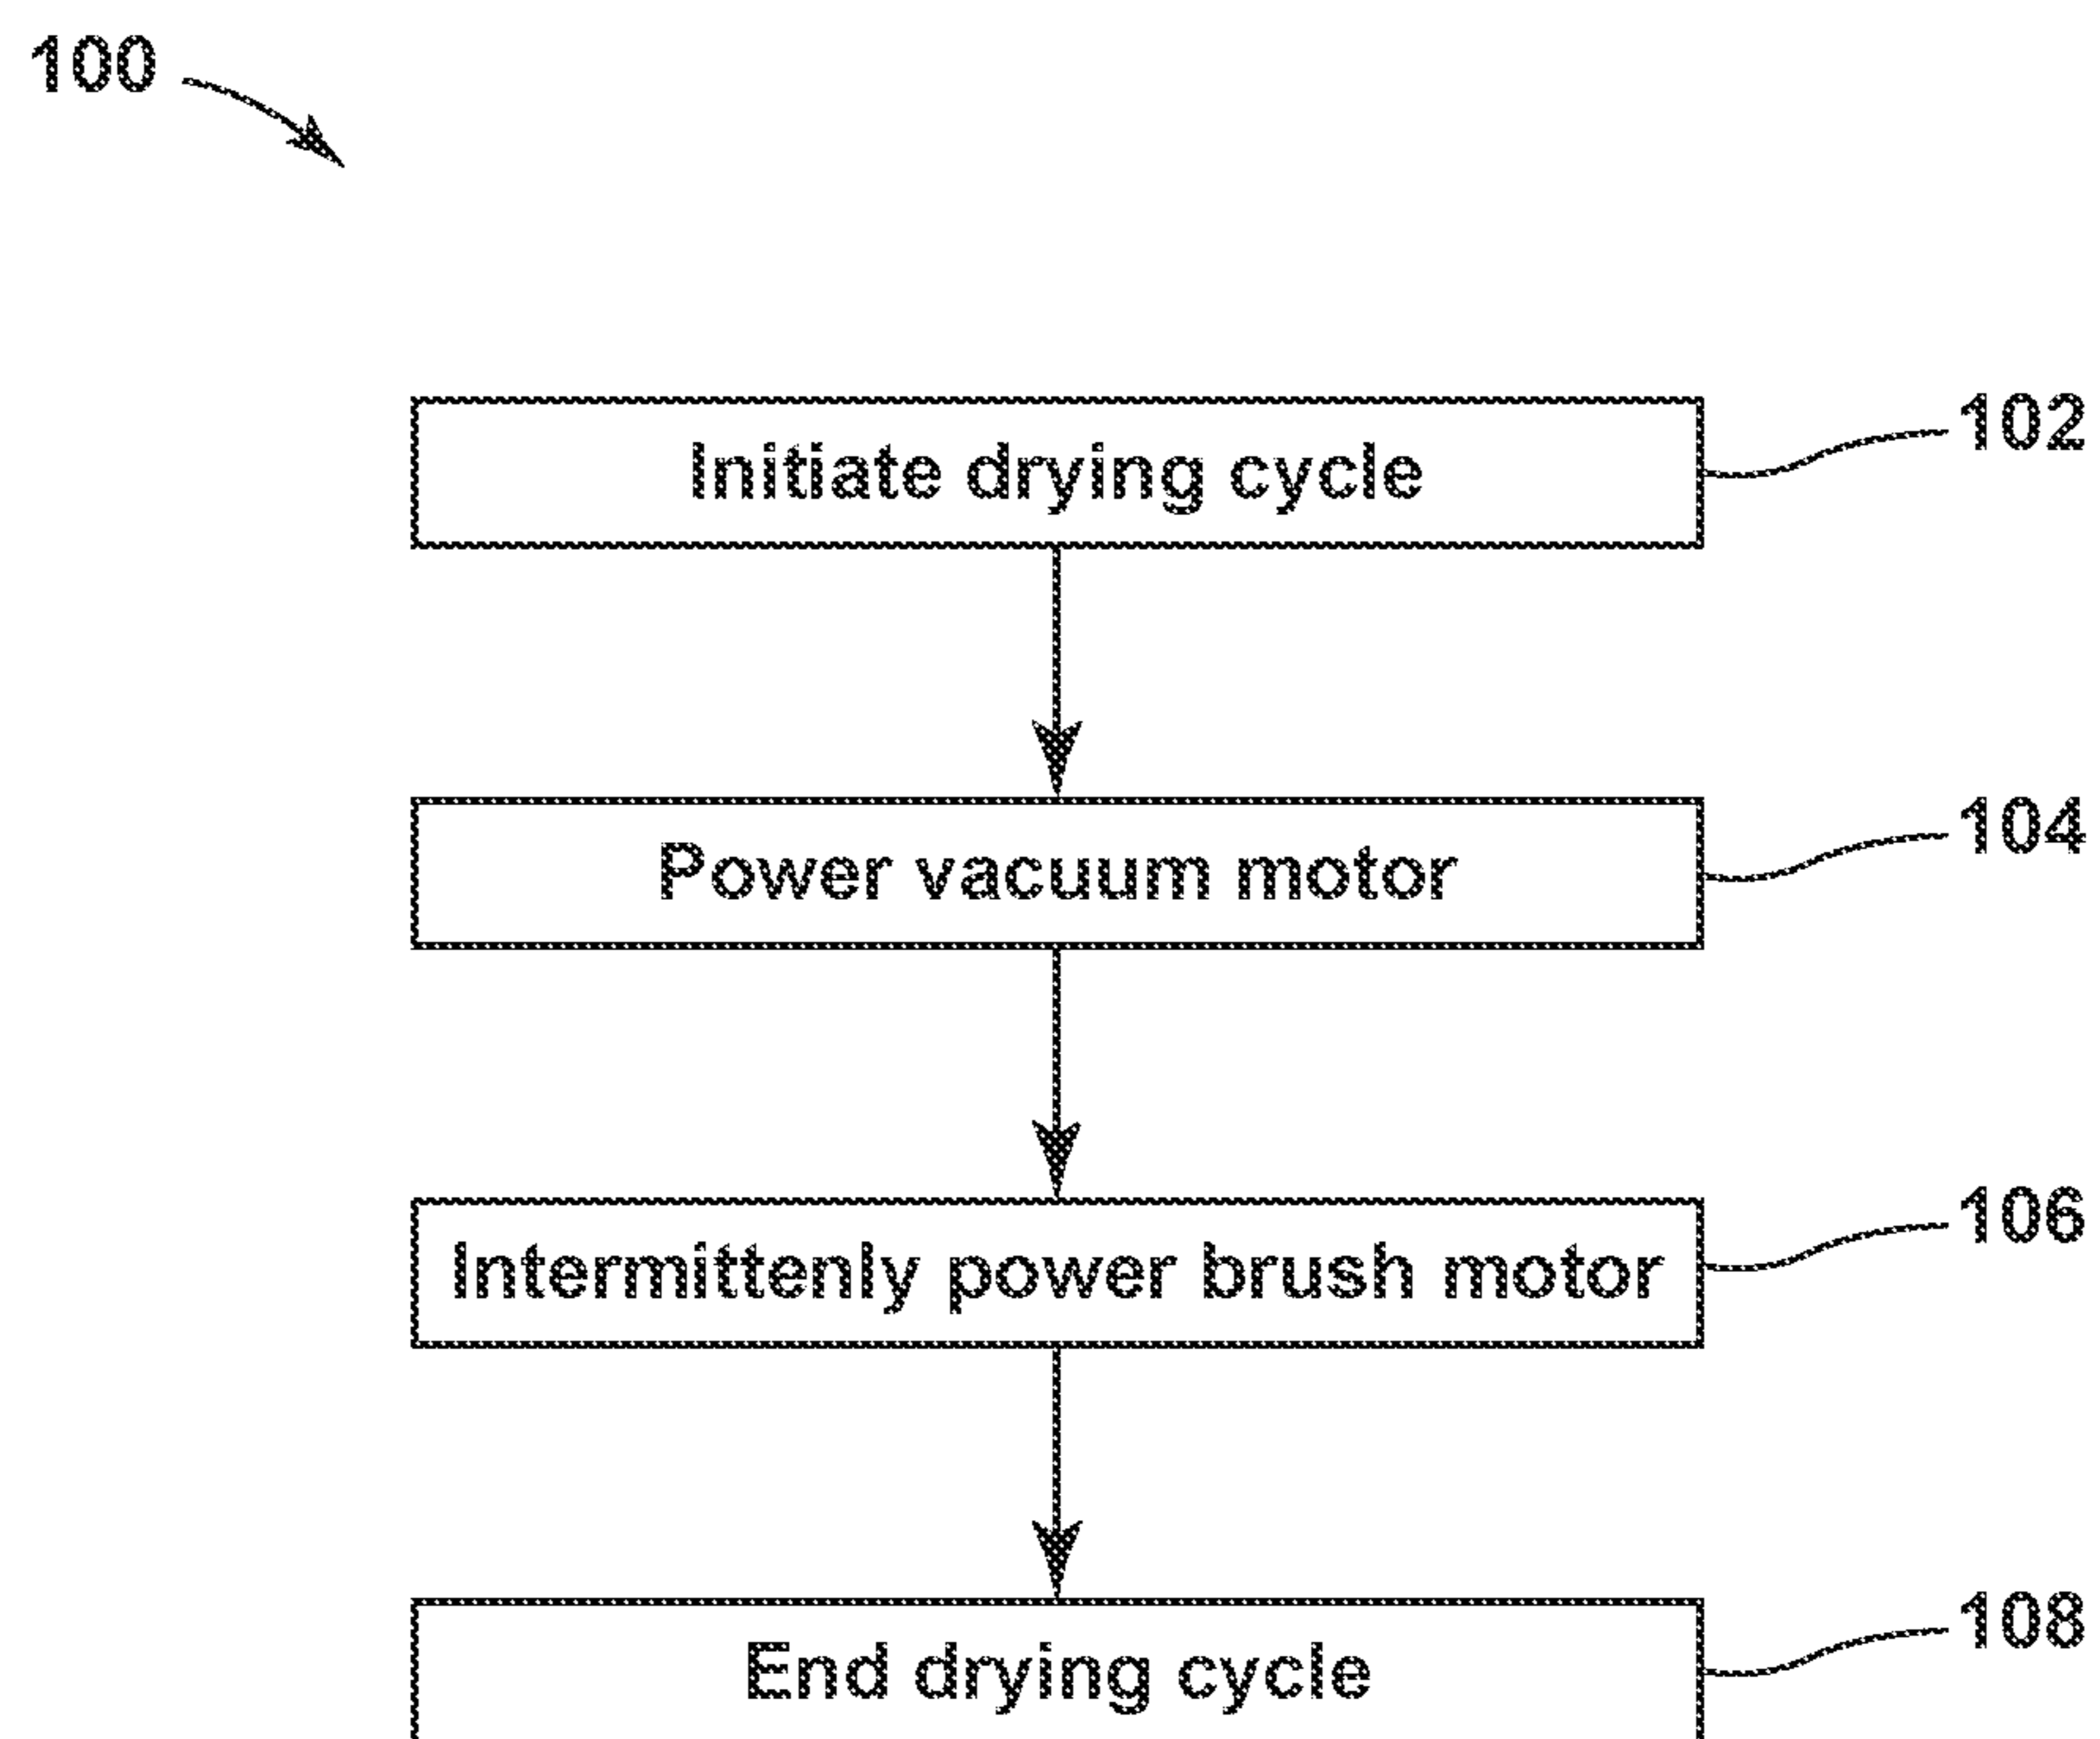 100
Initiate drying cycle
102
Power vacuum motor
104
Intermittenly power brush motor
106
End drying cycle
108